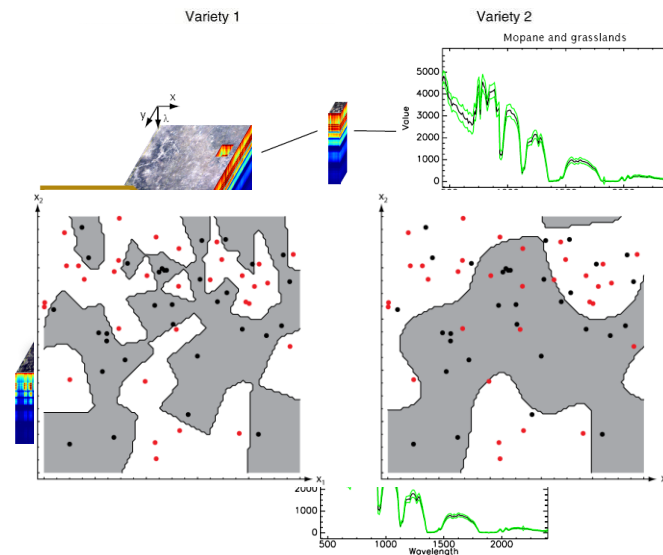 Variety 1
Variety 2
Mopane and grasslands
5000
4000
3000
2000
1000
0
Value
x
y
λ
x2
x2
x1
x
2000
1000
0
500
1000
1500
2000
Wavelength